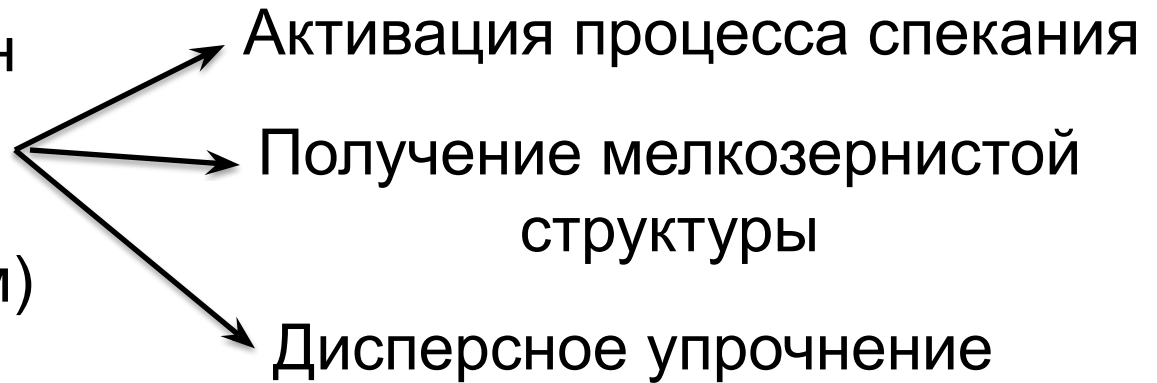 н
Активация процесса спекания
Получение мелкозернистой
структуры
)
Дисперсное упрочнение